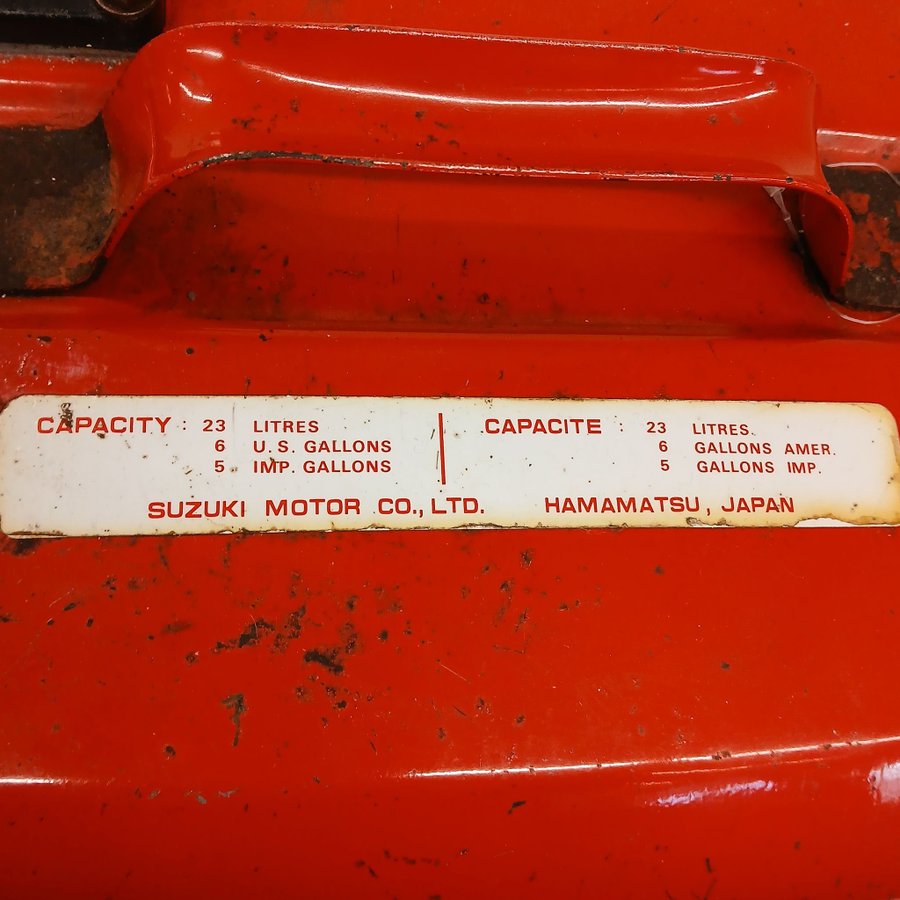 CAPACITY : 23 LITRES
6 U.S. GALLONS
5 IMP. GALLONS
CAPACITE : 23 LITRES.
6 GALLONS AMER.
5 GALLONS IMP.
SUZUKI MOTOR CO., LTD. HAMAMATSU, JAPAN